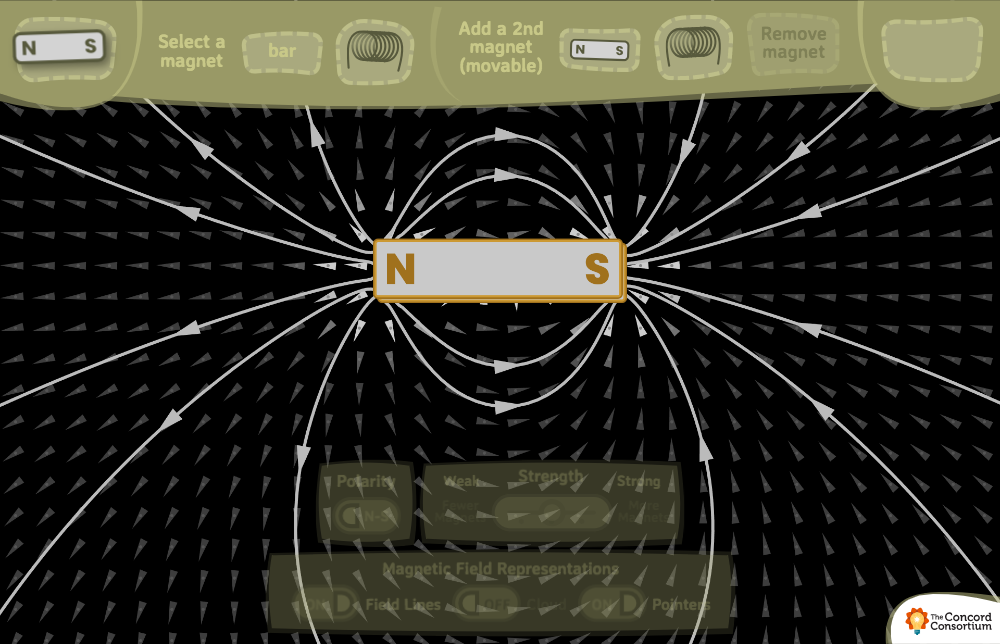 N S
Select a
magnet
bar
Add a 2nd
magnet
(movable)
N S
Remove
magnet
N S
Polarity
N-S
Weak
Strength
Strong
Magnetic Field Representations
ON
Field Lines
OFF
Cloud
ON
Pointers
The Concord
Consortium